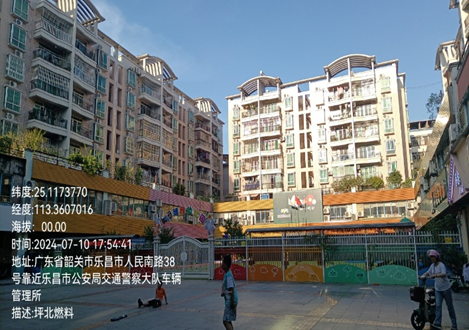 纬度:25.1173770
经度:113.3607016
海拔: 00.00
时间:2024-07-10 17:54:41
地址:广东省韶关市乐昌市人民南路38
号靠近乐昌市公安局交通警察大队车辆
管理所
描述:坪北燃料